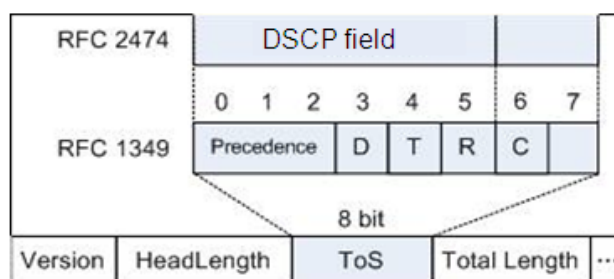 RFC 2474 DSCP field
0 1 2 3 4 5 6 7
RFC 1349 Precedence D T R C
8 bit
Version HeadLength ToS Total Length ...